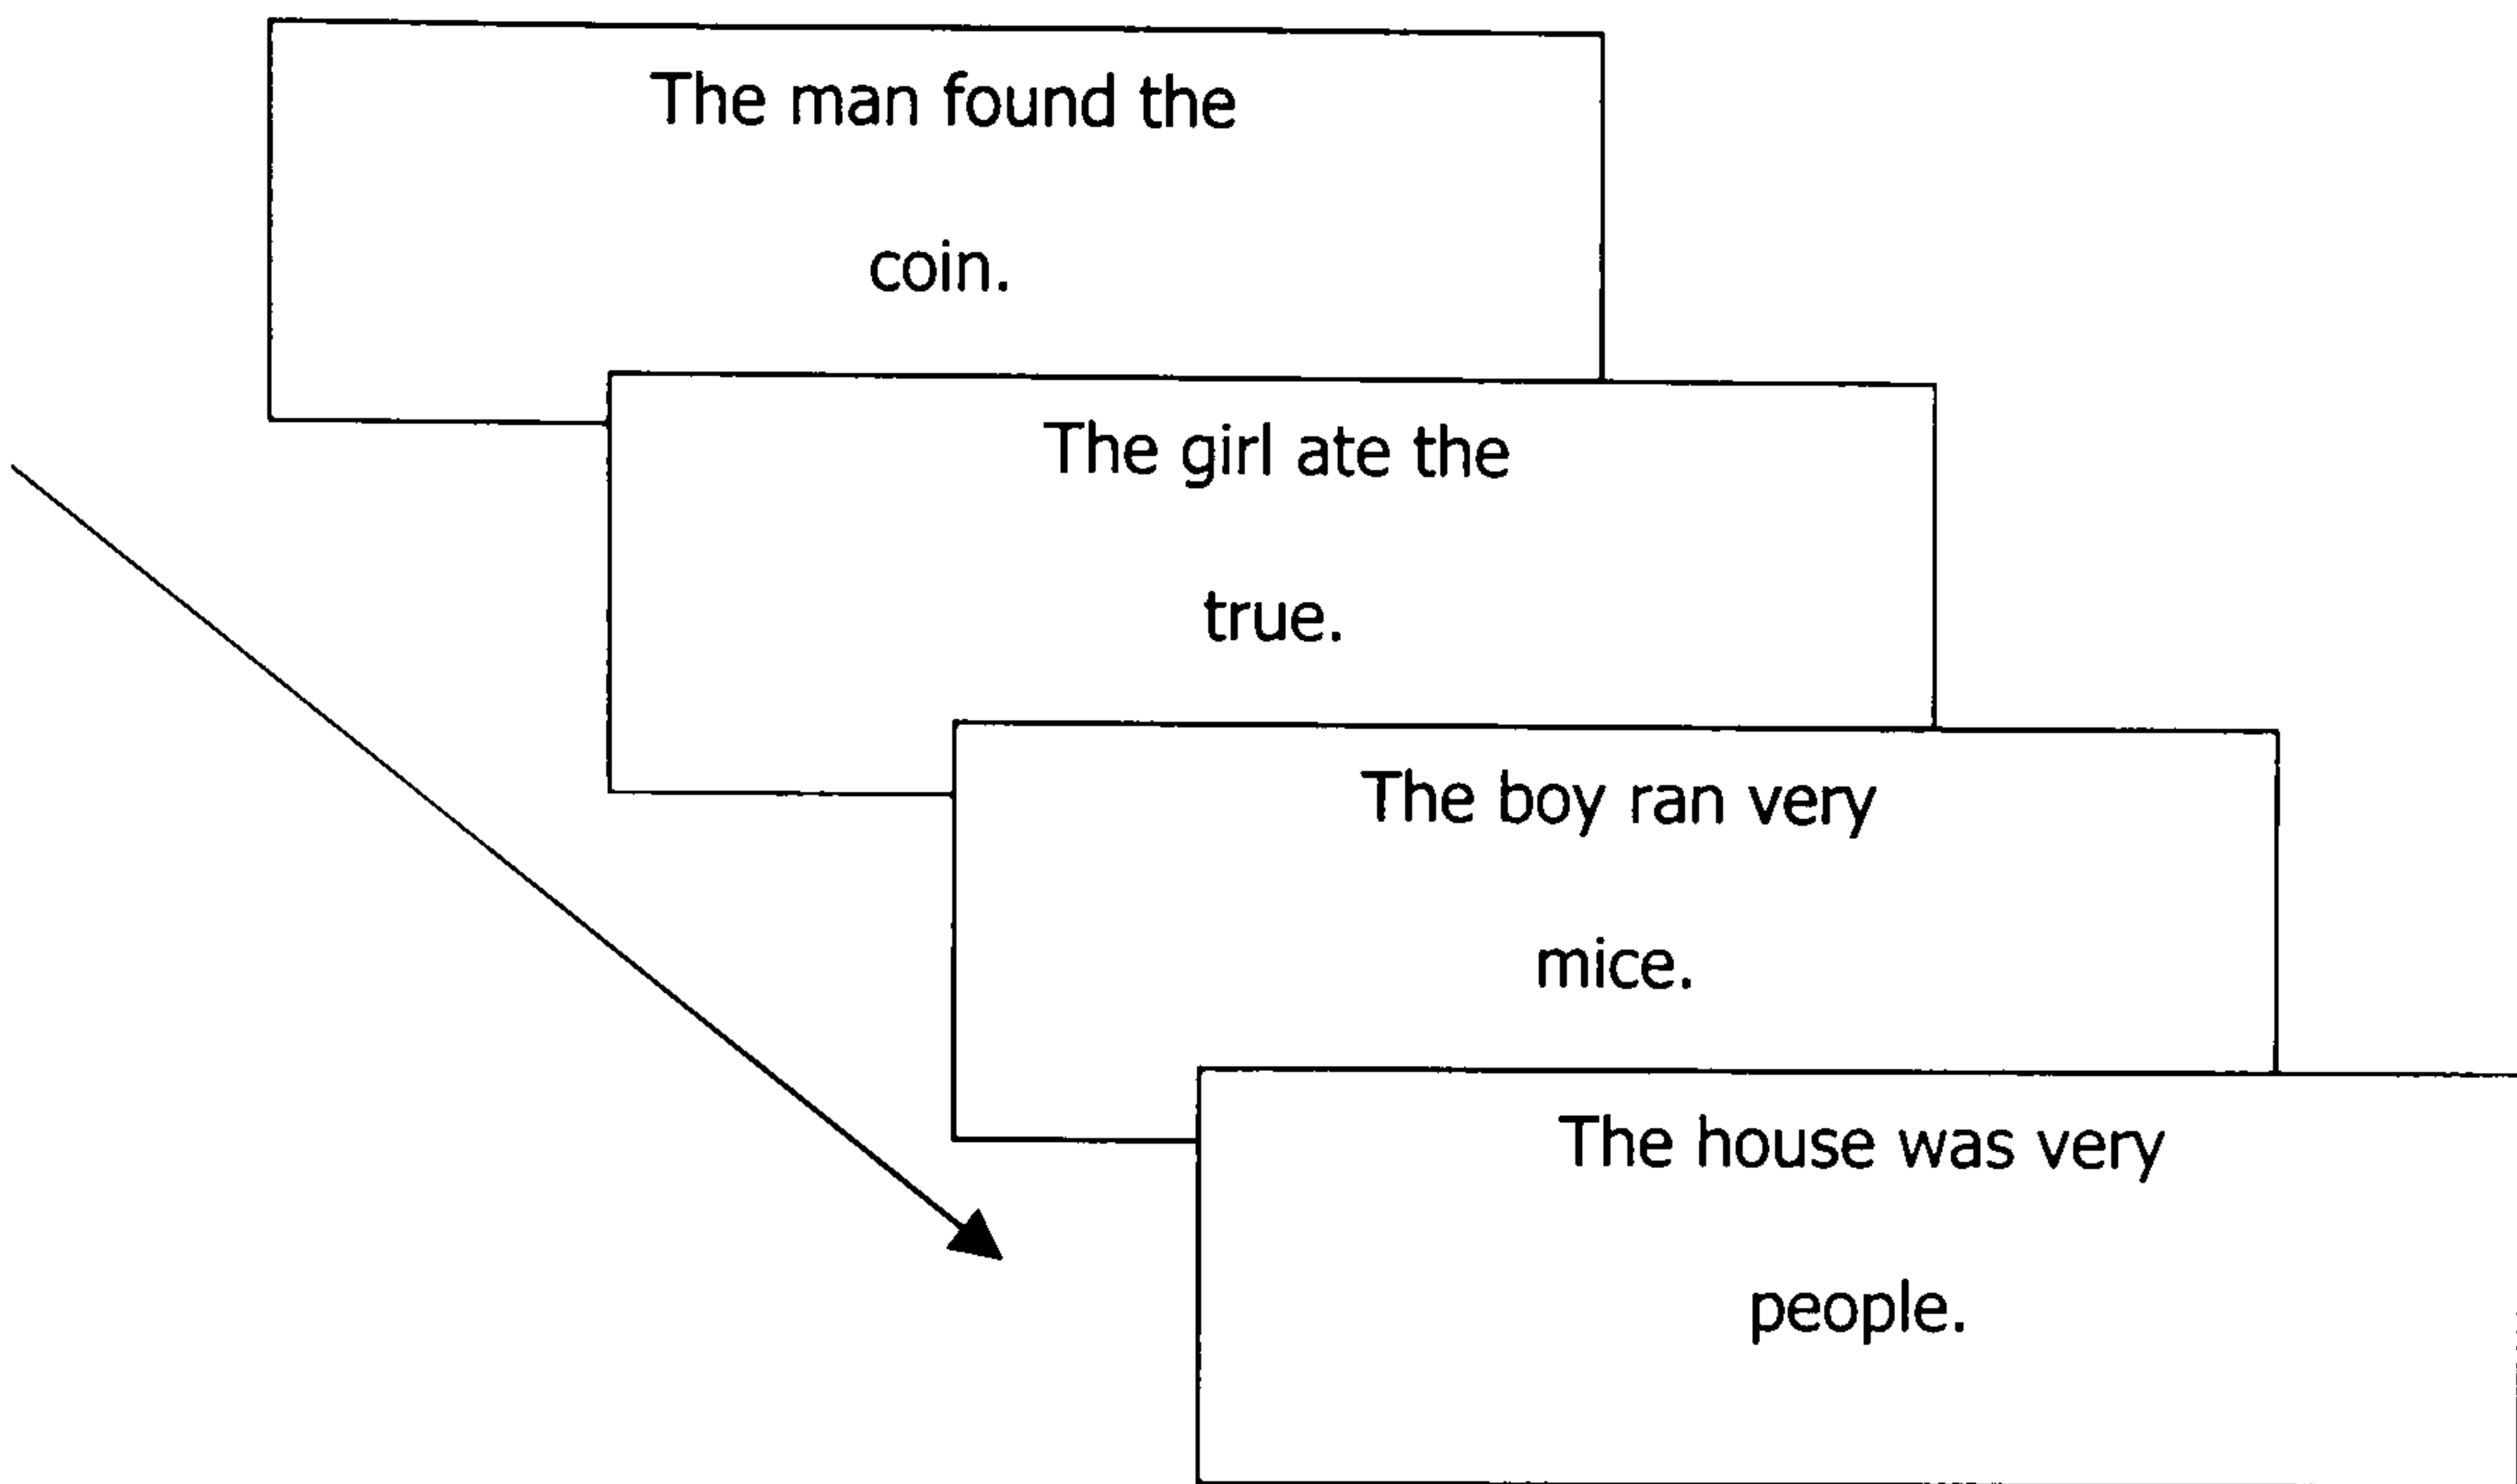 The man found the
coin.
The girl ate the
true.
The boy ran very
mice.
The house was very
people.